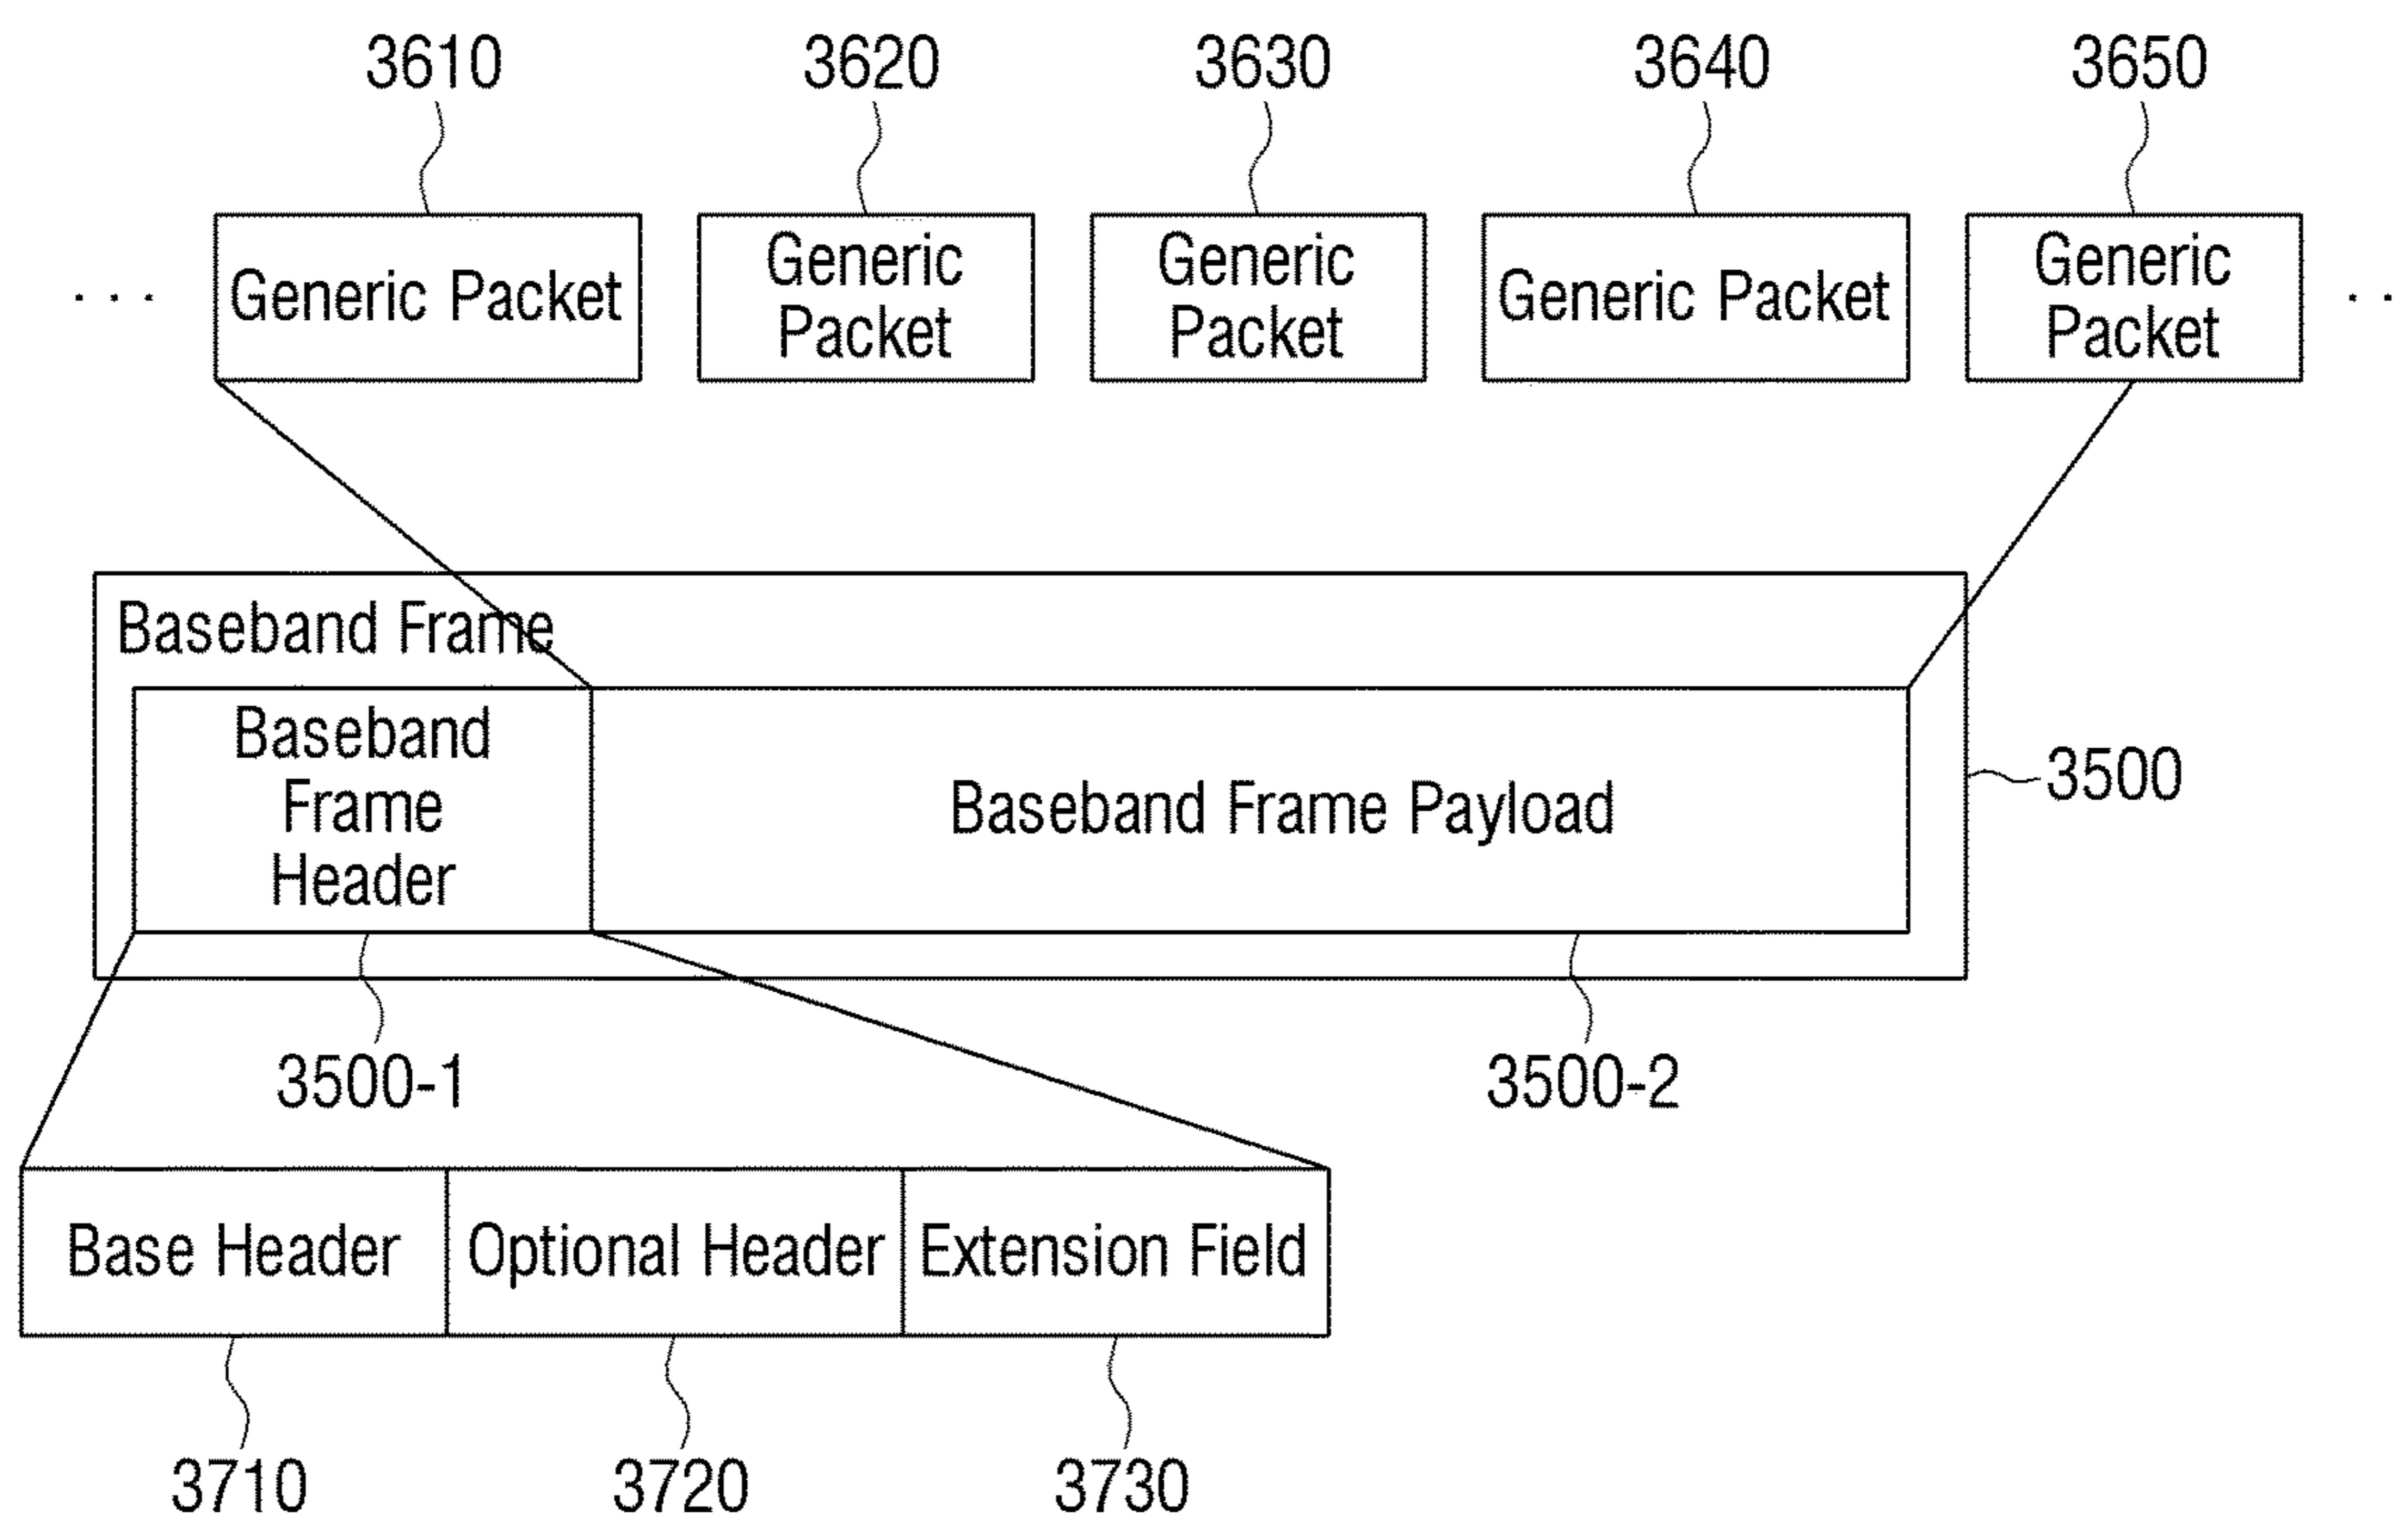 3610 3620 3630 3640 3650
. . . Generic Packet Generic Packet Generic Packet Generic Packet Generic Packet . .
Baseband Frame
Baseband
Frame
Header
Baseband Frame Payload
3500
3500-1 3500-2
Base Header Optional Header Extension Field
3710 3720 3730